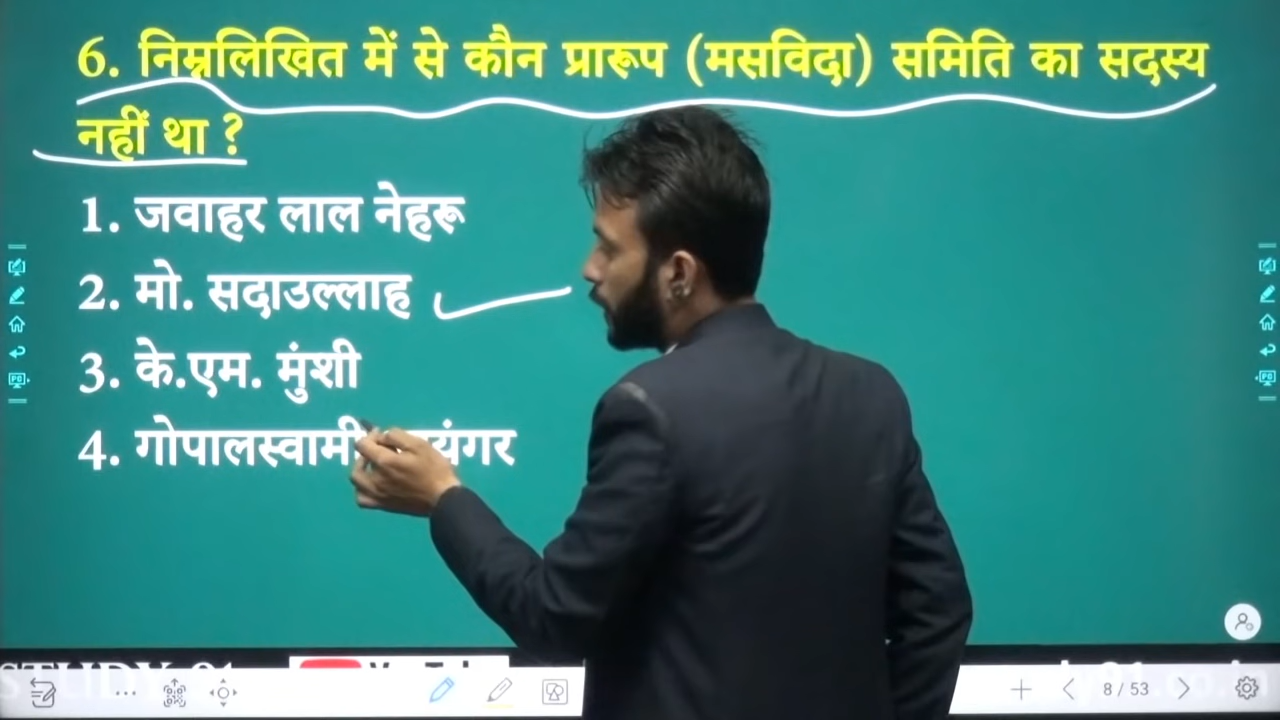 6. निम्नलिखित में से कौन प्रारूप (मसविदा) समिति का सदस्य
नहीं था ?
1. जवाहर लाल नेहरू
2. मो. सदाउल्लाह
3. के.एम. मुंशी
4. गोपालस्वामी
8 / 53